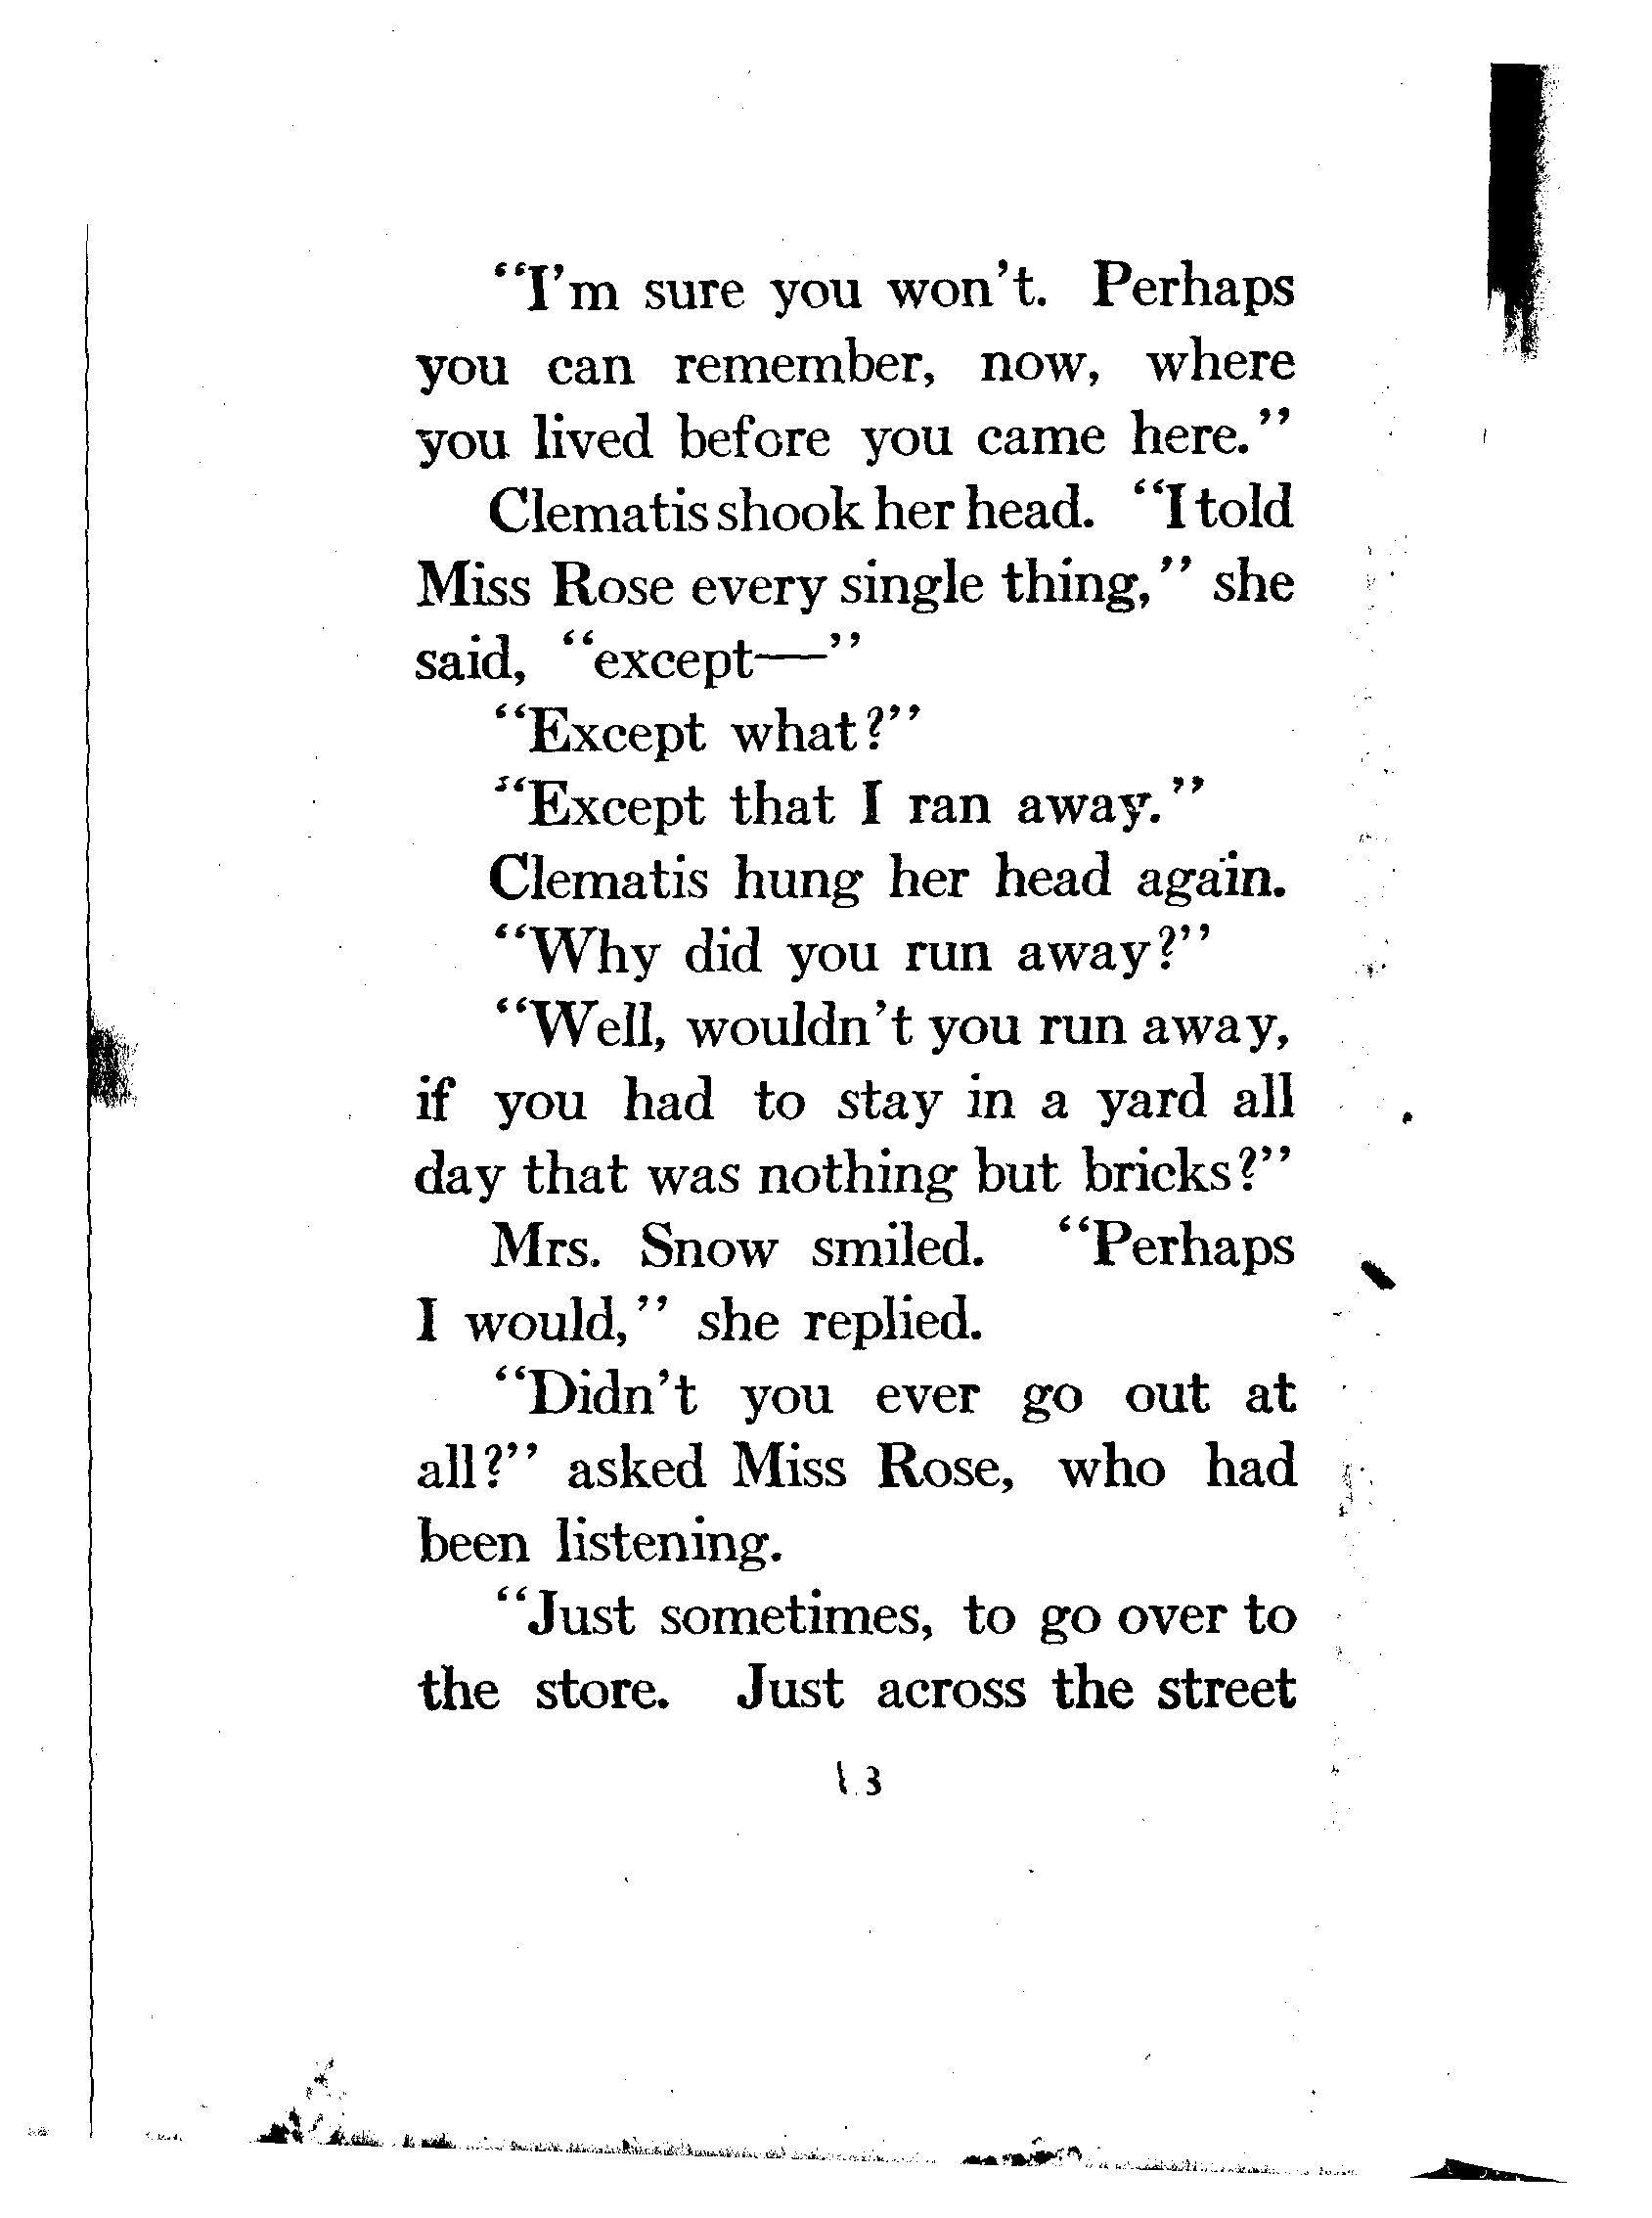 "I'm sure you won't. Perhaps
you can remember, now, where
you lived before you came here."
Clematis shook her head. "I told
Miss Rose every single thing," she
said, "except—"
"Except what?"
"Except that I ran away."
Clematis hung her head again.
"Why did you run away?"
"Well, wouldn't you run away,
if you had to stay in a yard all
day that was nothing but bricks?"
Mrs. Snow smiled. "Perhaps
I would," she replied.
"Didn't you ever go out at
all?" asked Miss Rose, who had
been listening.
"Just sometimes, to go over to
the store. Just across the street
13